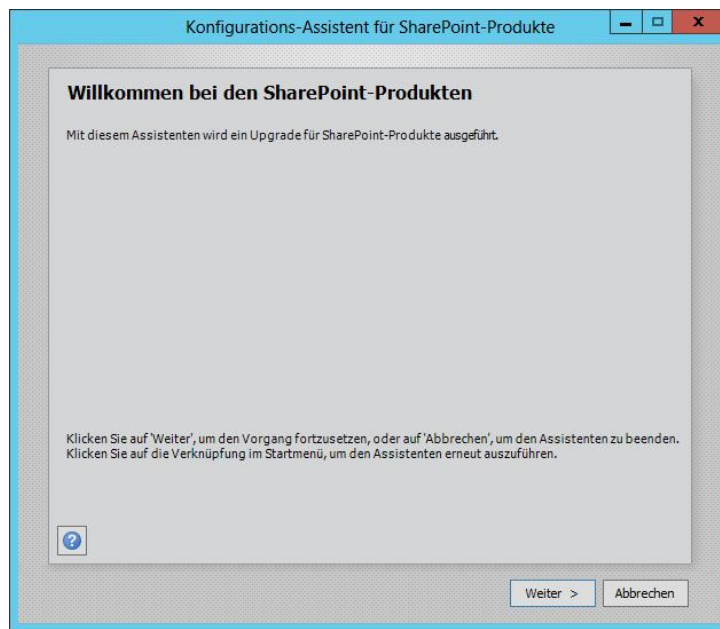 Konfigurations-Assistent für SharePoint-Produkte
Willkommen bei den SharePoint-Produkten
Mit diesem Assistenten wird ein Upgrade für SharePoint-Produkte ausgeführt.
Klicken Sie auf 'Weiter', um den Vorgang fortzusetzen, oder auf 'Abbrechen', um den Assistenten zu beenden.
Klicken Sie auf die Verknüpfung im Startmenü, um den Assistenten erneut auszuführen.
?
Weiter >
Abbrechen